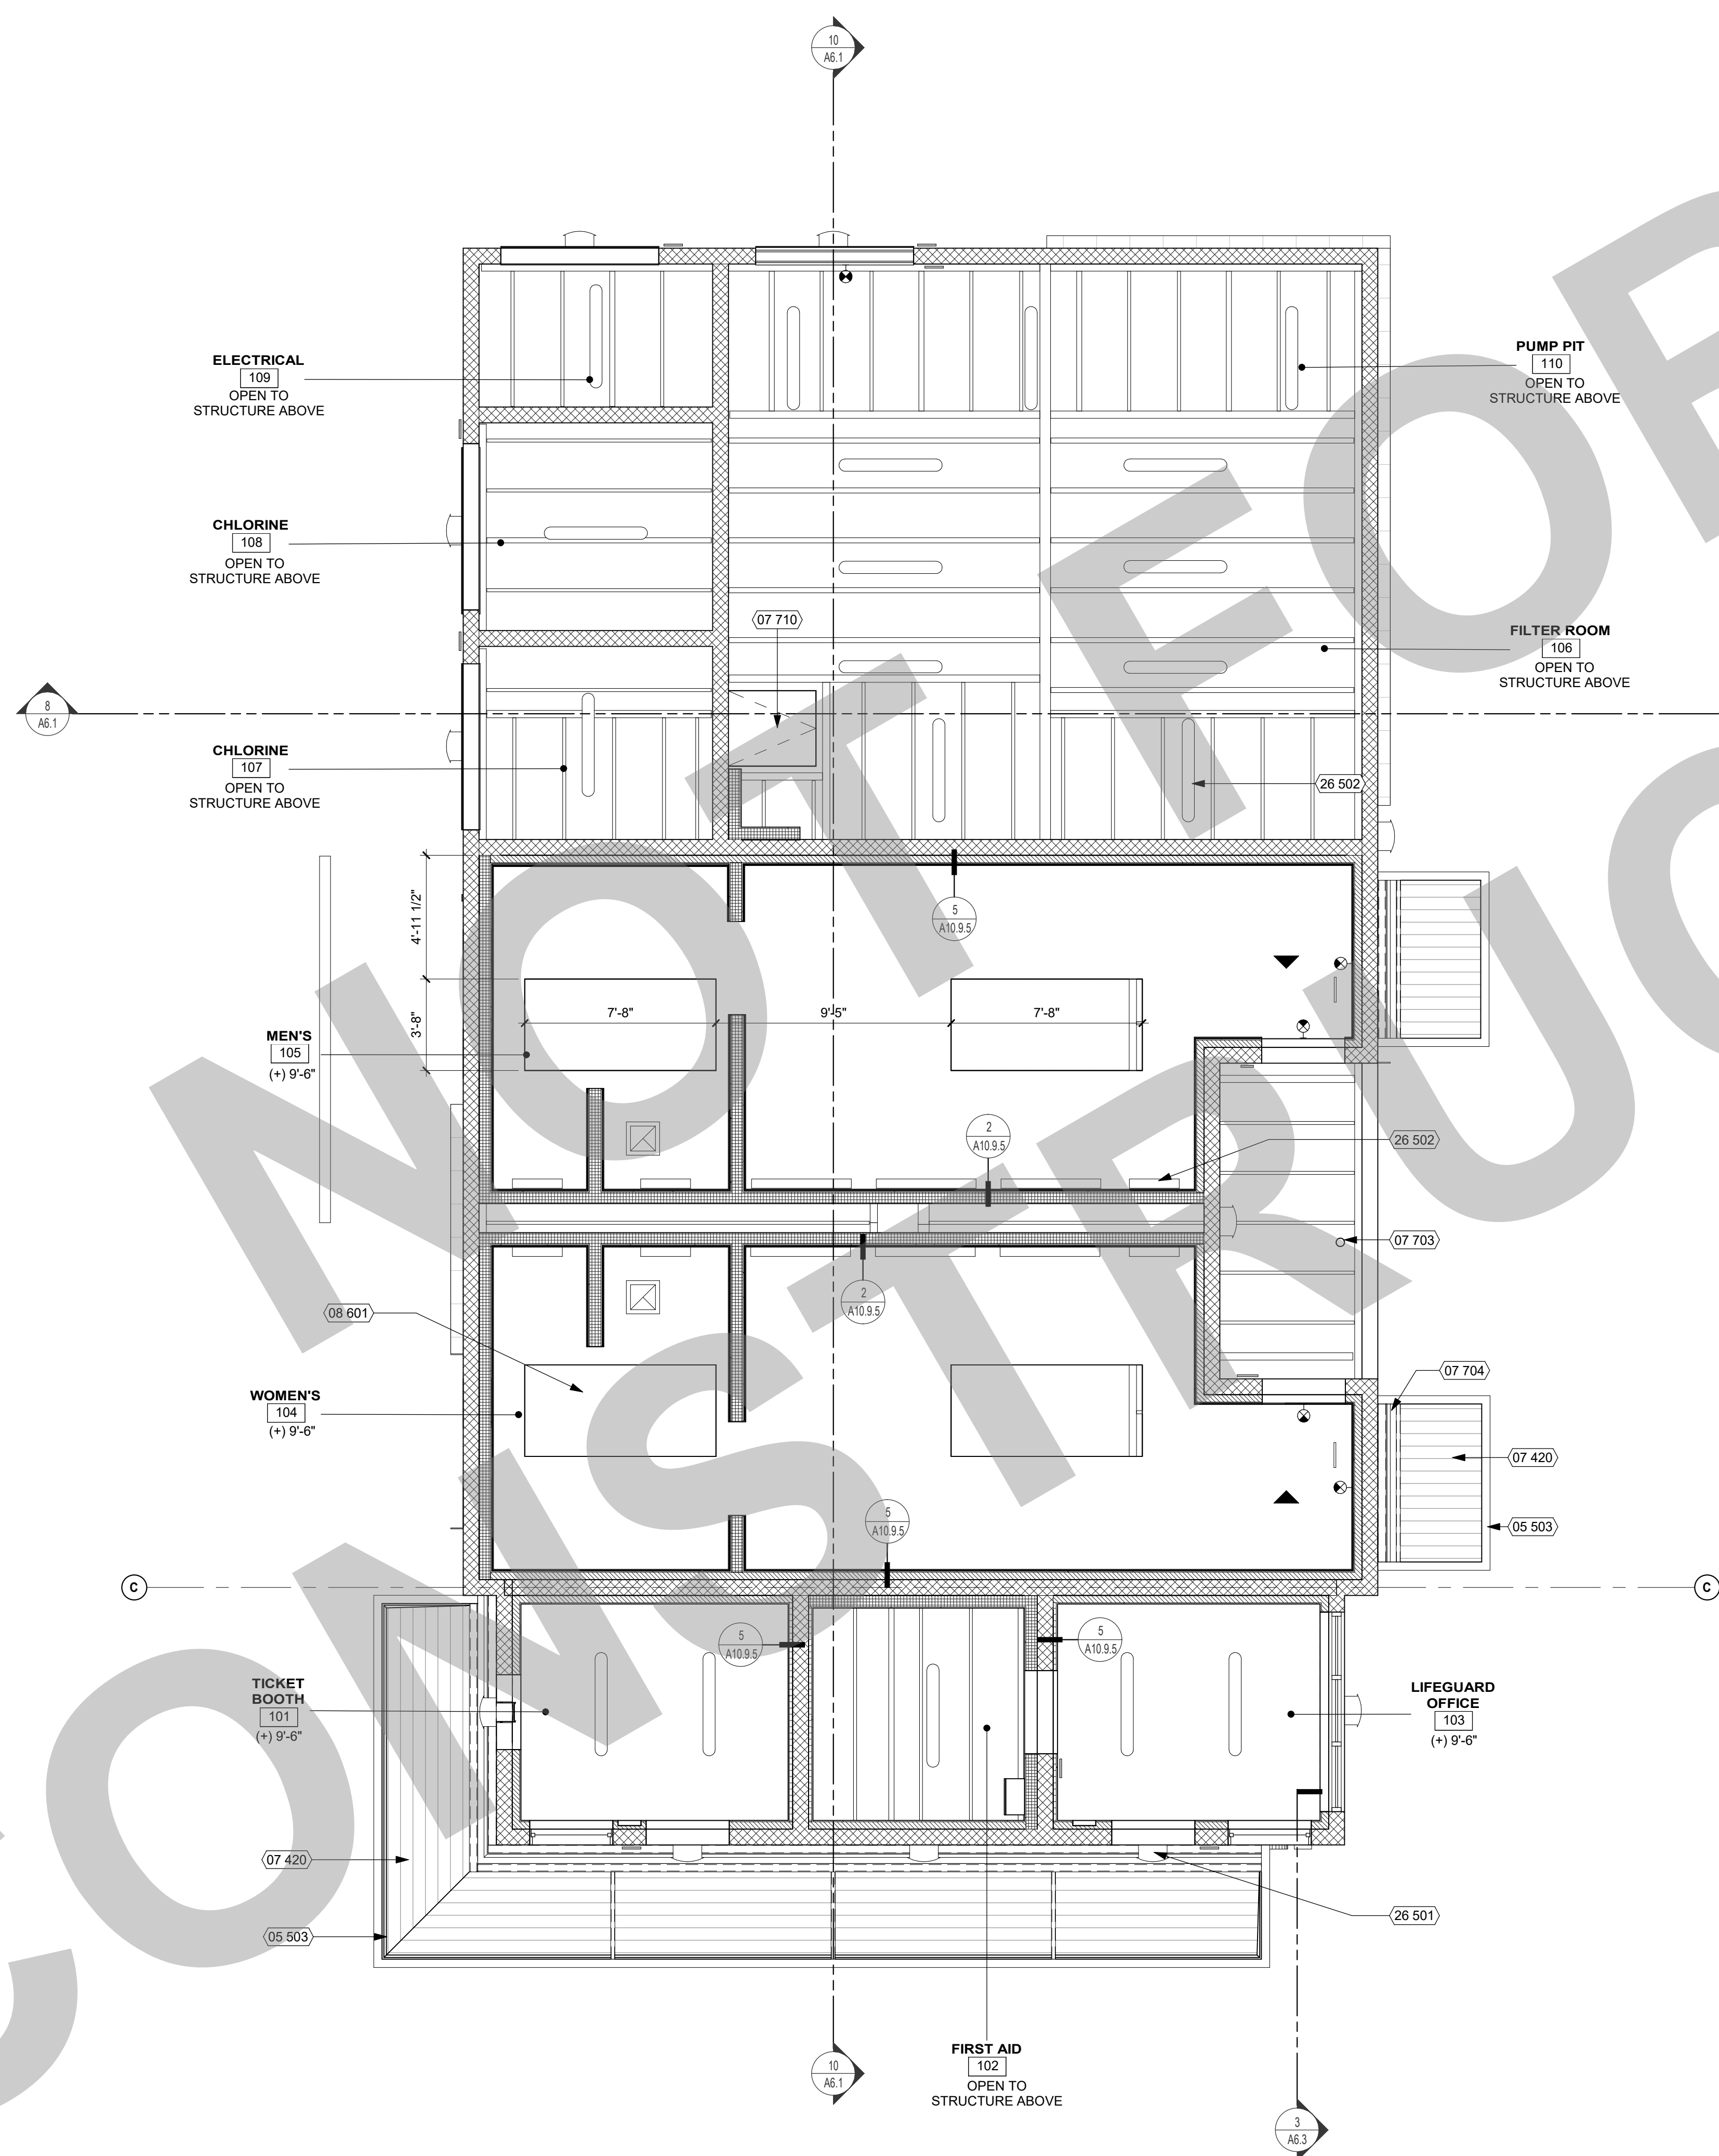 10
A6.1
ELECTRICAL
109
OPEN TO
STRUCTURE ABOVE
PUMP PIT
110
OPEN TO
STRUCTURE ABOVE
CHLORINE
108
OPEN TO
STRUCTURE ABOVE
07 710
FILTER ROOM
106
OPEN TO
STRUCTURE ABOVE
8
A6.1
CHLORINE
107
OPEN TO
STRUCTURE ABOVE
26 502
4'-11 1/2"
5
A10.9.5
3'-8"
7'-8"
9'-5"
7'-8"
MEN'S
105
(+) 9'-6"
2
A10.9.5
26 502
07 703
2
A10.9.5
08 601
07 704
WOMEN'S
104
(+) 9'-6"
07 420
5
A10.9.5
05 503
C
C
5
A10.9.5
5
A10.9.5
TICKET
BOOTH
101
(+) 9'-6"
LIFEGUARD
OFFICE
103
(+) 9'-6"
07 420
26 501
05 503
FIRST AID
102
OPEN TO
STRUCTURE ABOVE
10
A6.1
3
A6.3
NOT FOR
CONSTRUC